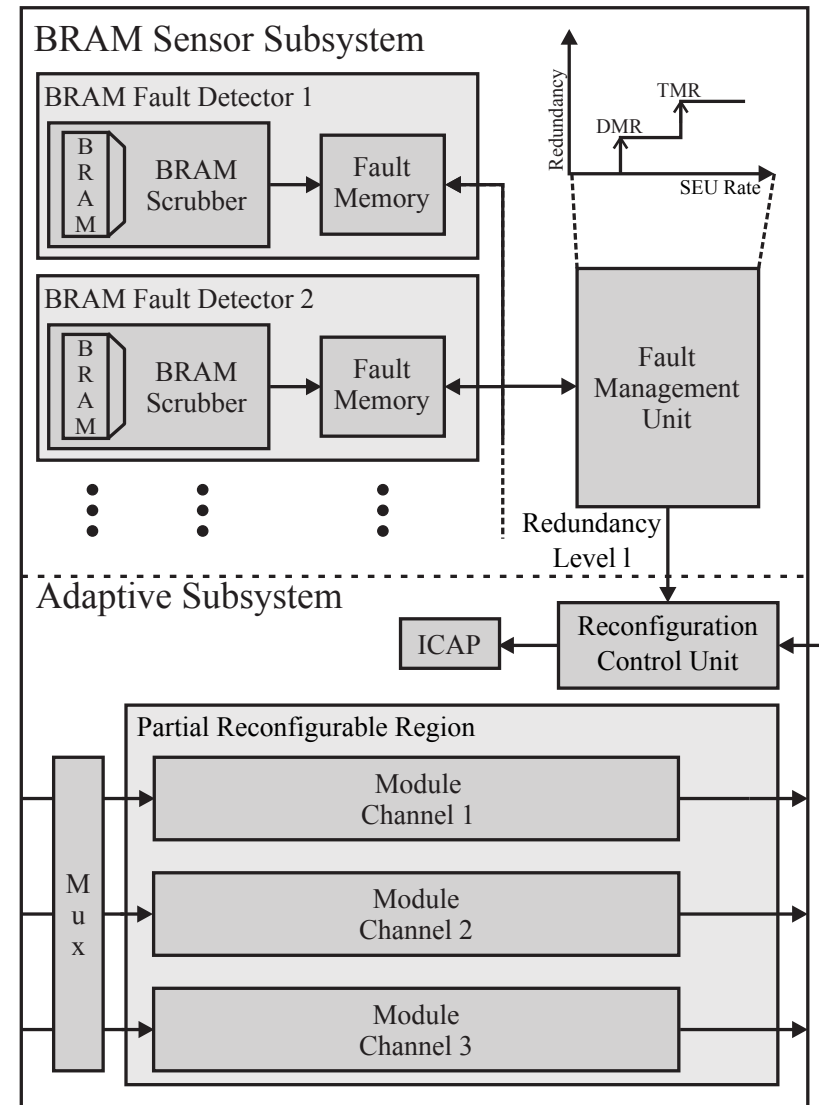 BRAM Sensor Subsystem
BRAM Fault Detector 1
B
R
A
M
BRAM
Scrubber
Fault
Memory
Redundancy
DMR
TMR
SEU Rate
BRAM Fault Detector 2
B
R
A
M
BRAM
Scrubber
Fault
Memory
Fault
Management
Unit
Redundancy
Level l
Adaptive Subsystem
ICAP
Reconfiguration
Control Unit
Partial Reconfigurable Region
M
u
x
Module
Channel 1
Module
Channel 2
Module
Channel 3